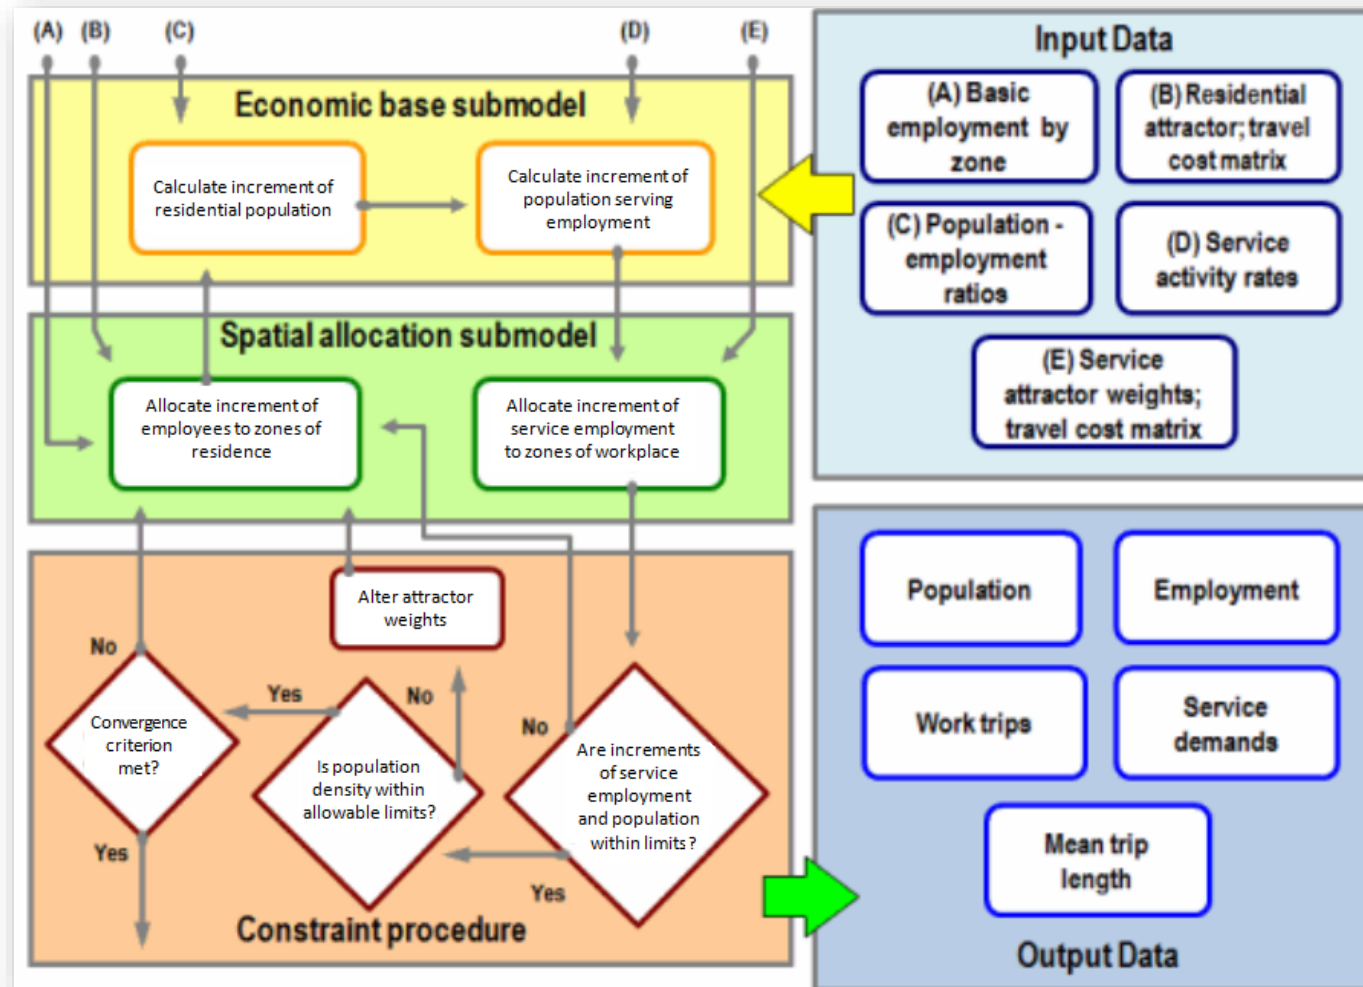 (A) (B) (C) (D) (E)
Economic base submodel
Calculate increment of
residential population
Calculate increment of
population serving
employment
Spatial allocation submodel
Allocate increment of
employees to zones of
residence
Allocate increment of
service employment
to zones of workplace
Alter attractor
weights
No
Convergence
criterion
met?
Yes
Yes
No
Is population
density within
allowable limits?
No
Are increments
of service
employment
and population
within limits?
Yes
Constraint procedure
Input Data
(A) Basic
employment by
zone
(B) Residential
attractor; travel
cost matrix
(C) Population -
employment
ratios
(D) Service
activity rates
(E) Service
attractor weights;
travel cost matrix
Population
Employment
Work trips
Service
demands
Mean trip
length
Output Data